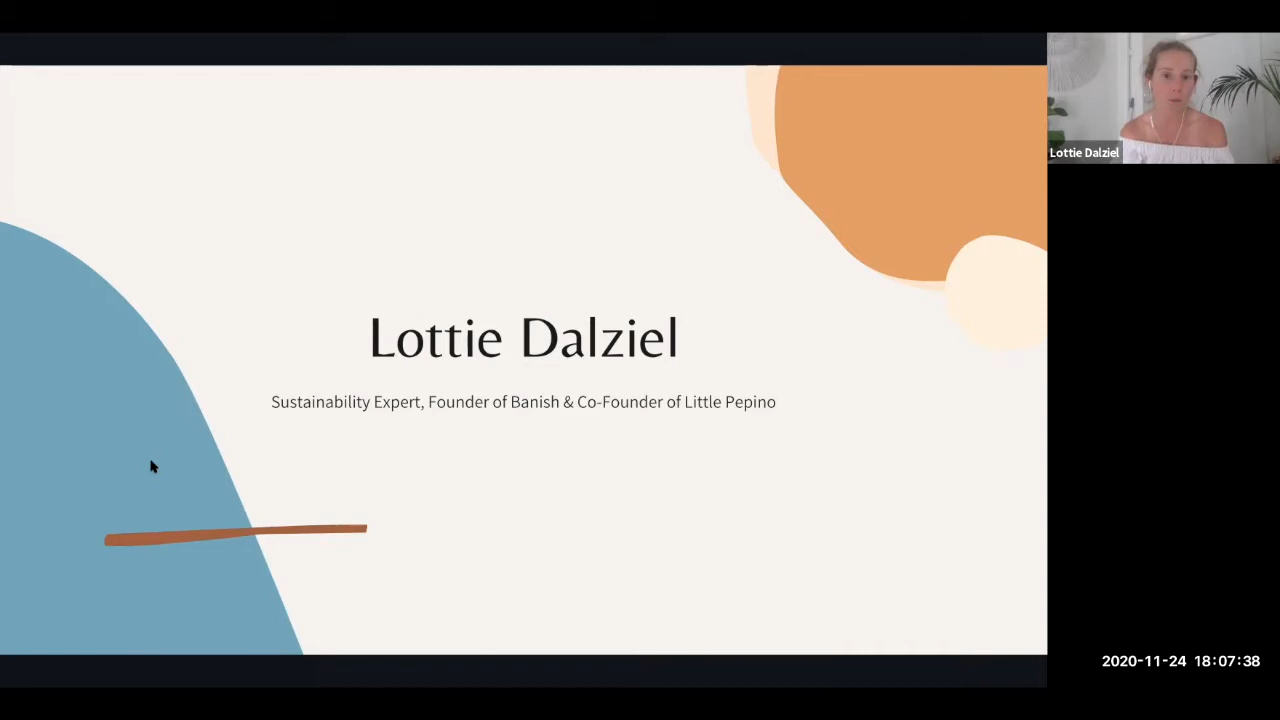 Lottie Dalziel
Lottie Dalziel
Sustainability Expert, Founder of Banish & Co-Founder of Little Pepino
2020-11-24 18:07:38